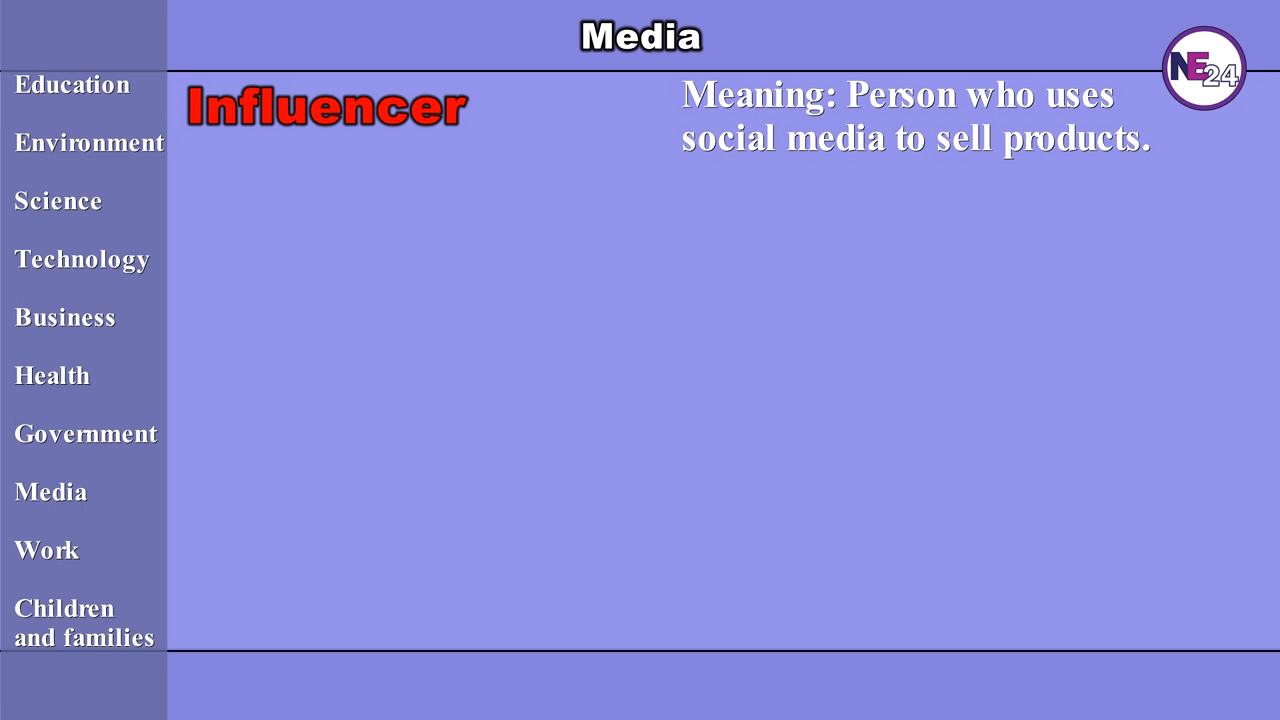 Media
NE24
Education
Environment
Science
Technology
Business
Health
Government
Media
Work
Children
and families
Influencer
Meaning: Person who uses
social media to sell products.